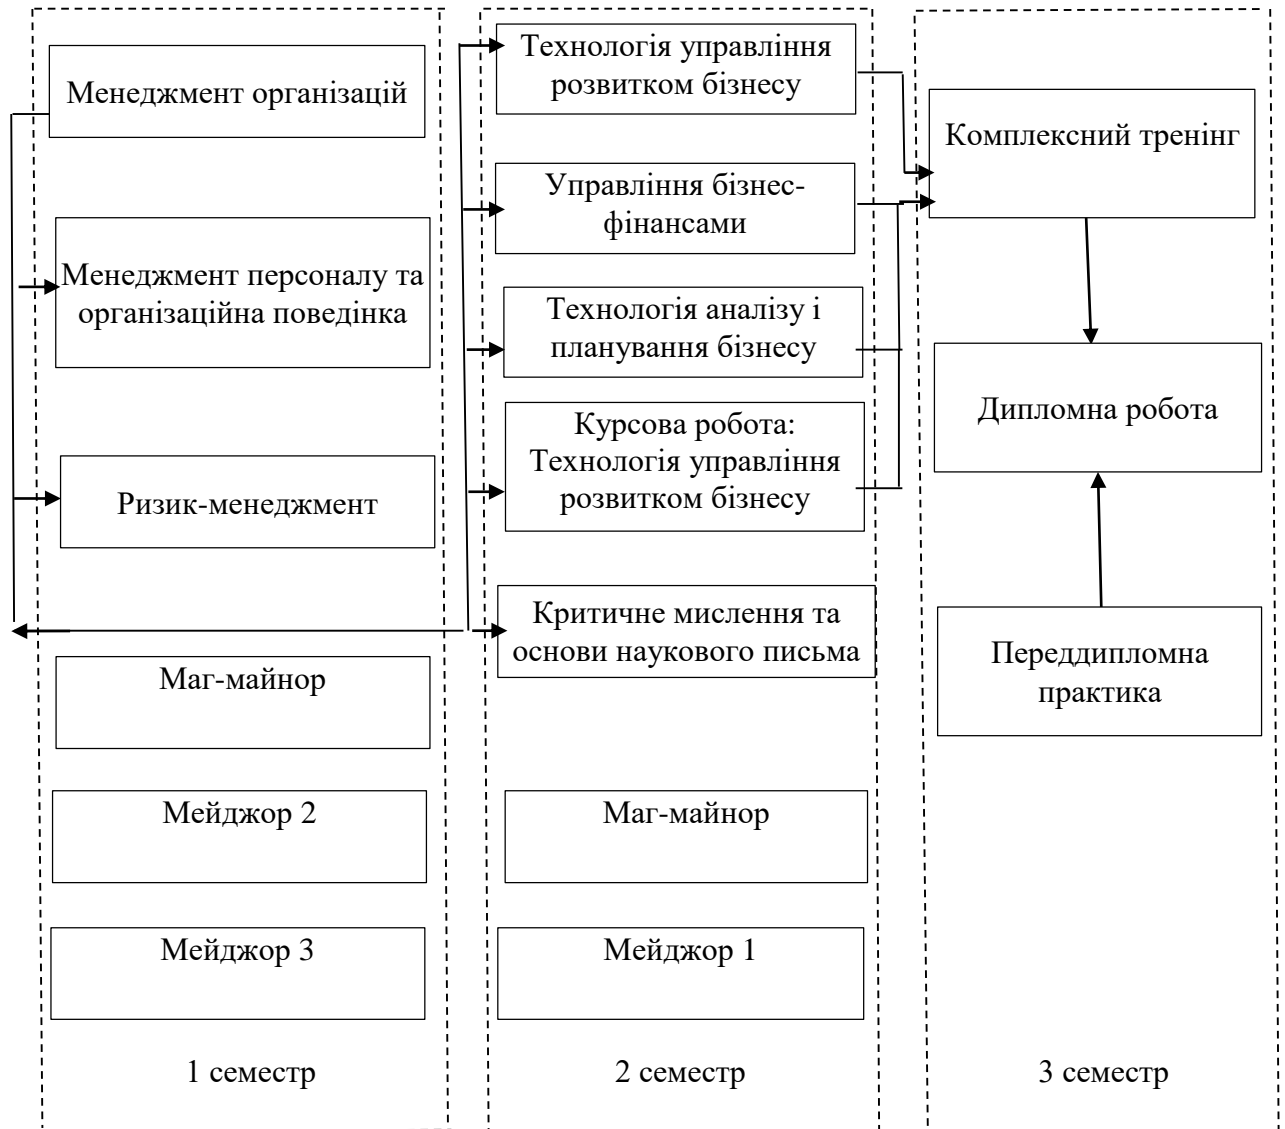 Менеджмент організацій
Менеджмент персоналу та
організаційна поведінка
Ризик-менеджмент
Маг-майнор
Мейджор 2
Мейджор 3
1 семестр
Технологія управління
розвитком бізнесу
Управління бізнес-
фінансами
Технологія аналізу і
планування бізнесу
Курсова робота:
Технологія управління
розвитком бізнесу
Критичне мислення та
основи наукового письма
Маг-майнор
Мейджор 1
2 семестр
Комплексний тренінг
Дипломна робота
Переддипломна
практика
3 семестр